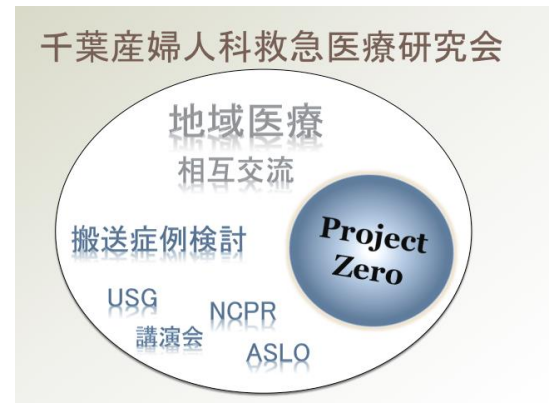 千葉産婦人科救急医療研究会
地域医療
相互交流
搬送症例検討
Project
Zero
USG
NCPR
講演会
ASLO